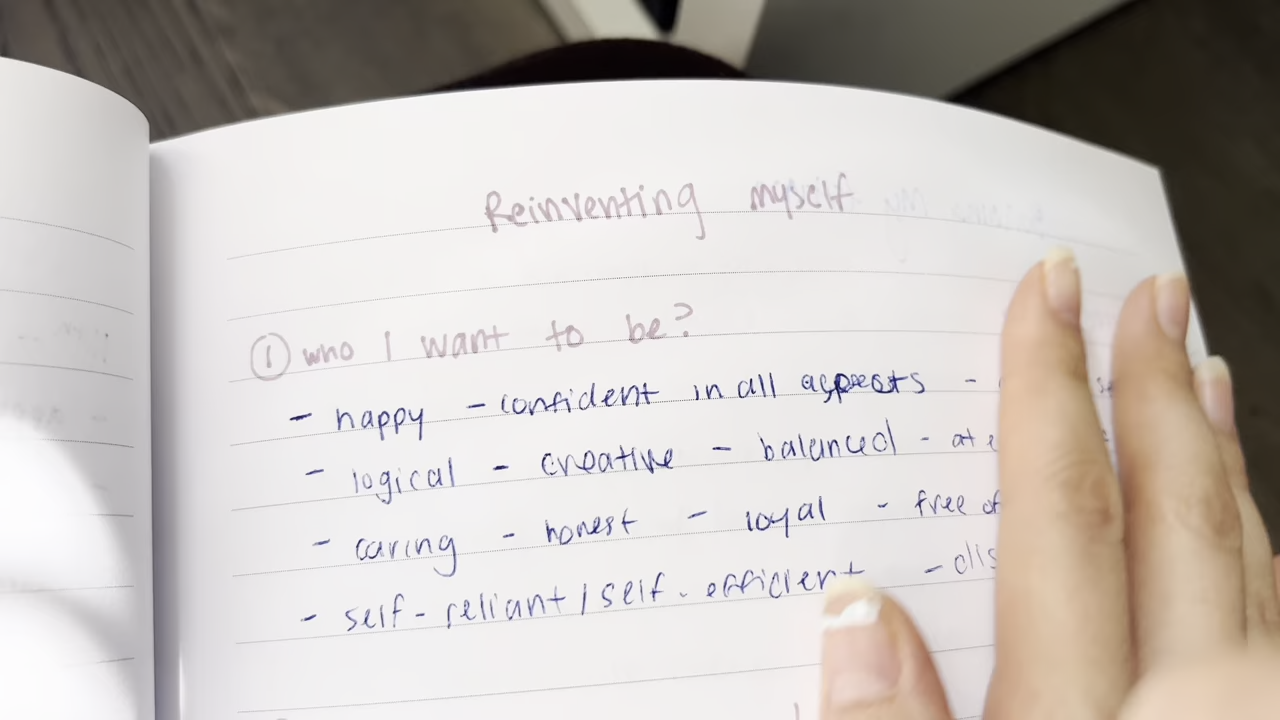 Reinventing myself
① who I want to be?
- happy - confident in all aspects -
- logical - creative - balanced - at
- caring - honest - loyal - free of
- self-reliant / self-efficient -